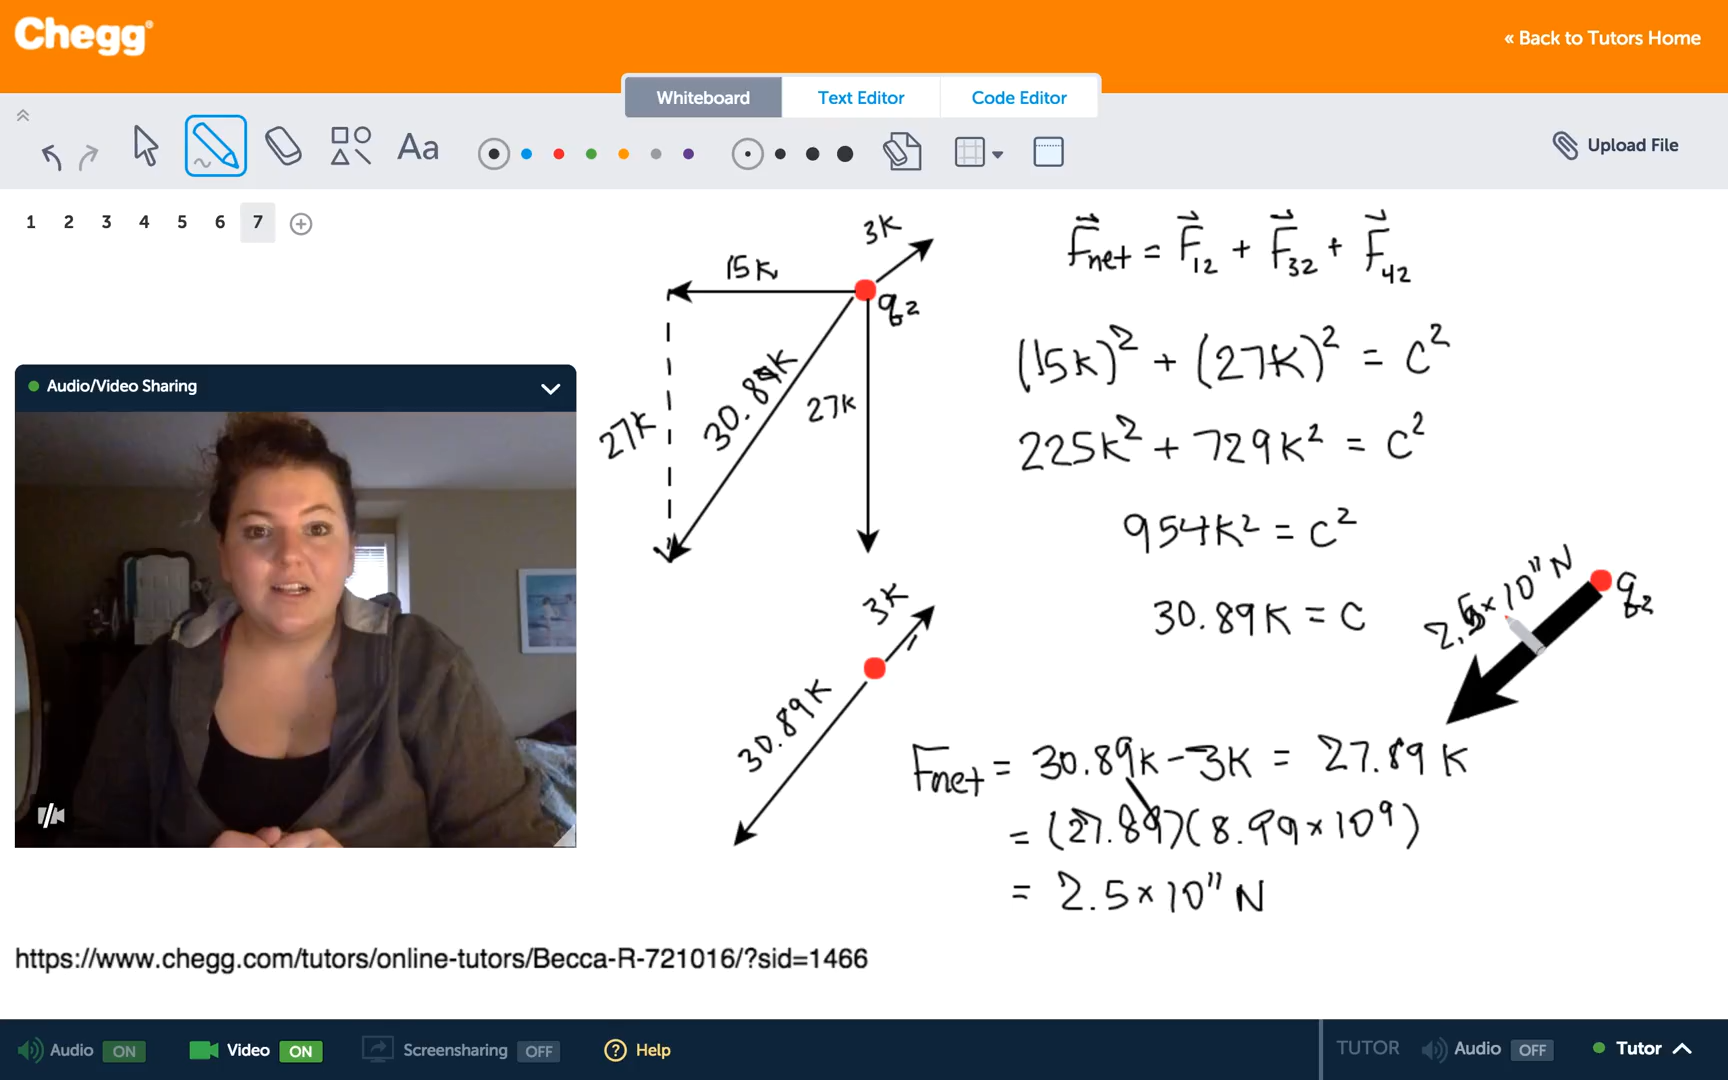 Chegg
« Back to Tutors Home
Whiteboard
Text Editor
Code Editor
Aa
Upload File
1 2 3 4 5 6 7
3K
15K
q2
27K
30.89K
27K
F⃗net = F⃗12 + F⃗32 + F⃗42
(15K)² + (27K)² = C²
225K² + 729K² = C²
954K² = C²
30.89K = C
2.5×10¹¹ N
q2
Audio/Video Sharing
3K
30.89K
Fnet = 30.89K - 3K = 27.89 K
= (27.89)(8.99×10⁹)
= 2.5×10¹¹ N
https://www.chegg.com/tutors/online-tutors/Becca-R-721016/?sid=1466
Audio ON
Video ON
Screensharing OFF
? Help
TUTOR
Audio OFF
Tutor